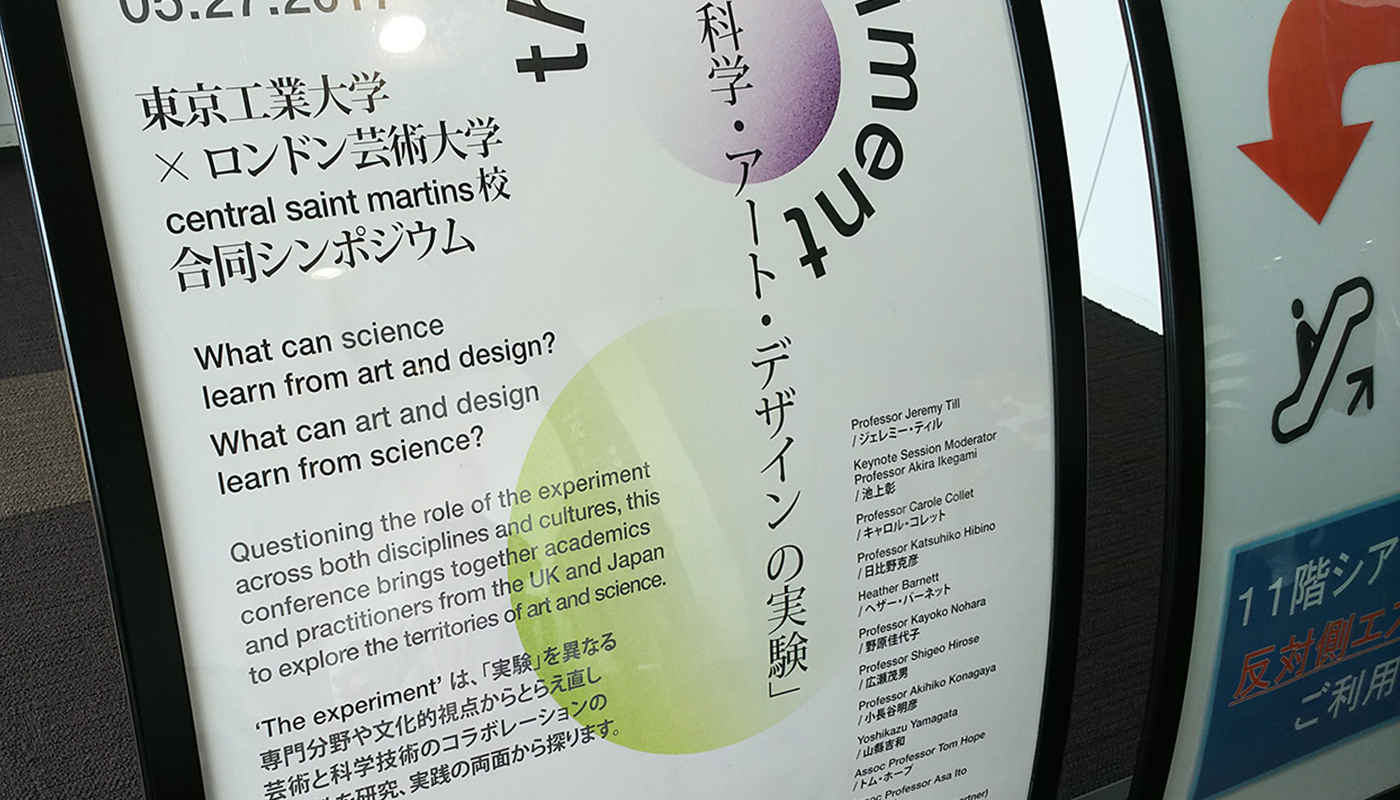 05.27.2017
東京工業大学
× ロンドン芸術大学
central saint martins校
合同シンポジウム
What can science
learn from art and design?
What can art and design
learn from science?
Questioning the role of the experiment
across both disciplines and cultures, this
conference brings together academics
and practitioners from the UK and Japan
to explore the territories of art and science.
‘The experiment’ は、「実験」を異なる
専門分野や文化的視点からとらえ直し
芸術と科学技術のコラボレーションの
を研究、実践の両面から探ります。
th
iment
科学・アート・デザインの実験」
Professor Jeremy Till
/ ジェレミー・ティル
Keynote Session Moderator
Professor Akira Ikegami
/ 池上彰
Professor Carole Collet
/ キャロル・コレット
Professor Katsuhiko Hibino
/ 日比野克彦
Heather Barnett
/ ヘザー・バーネット
Professor Kayoko Nohara
/ 野原佳代子
Professor Shigeo Hirose
/ 広瀬茂男
Professor Akihiko Konagaya
/ 小長谷明彦
Yoshikazu Yamagata
/ 山縣吉和
Assoc Professor Tom Hope
/ トム・ホープ
Assoc Professor Asa Ito
11階シア
反対側エス
ご利用